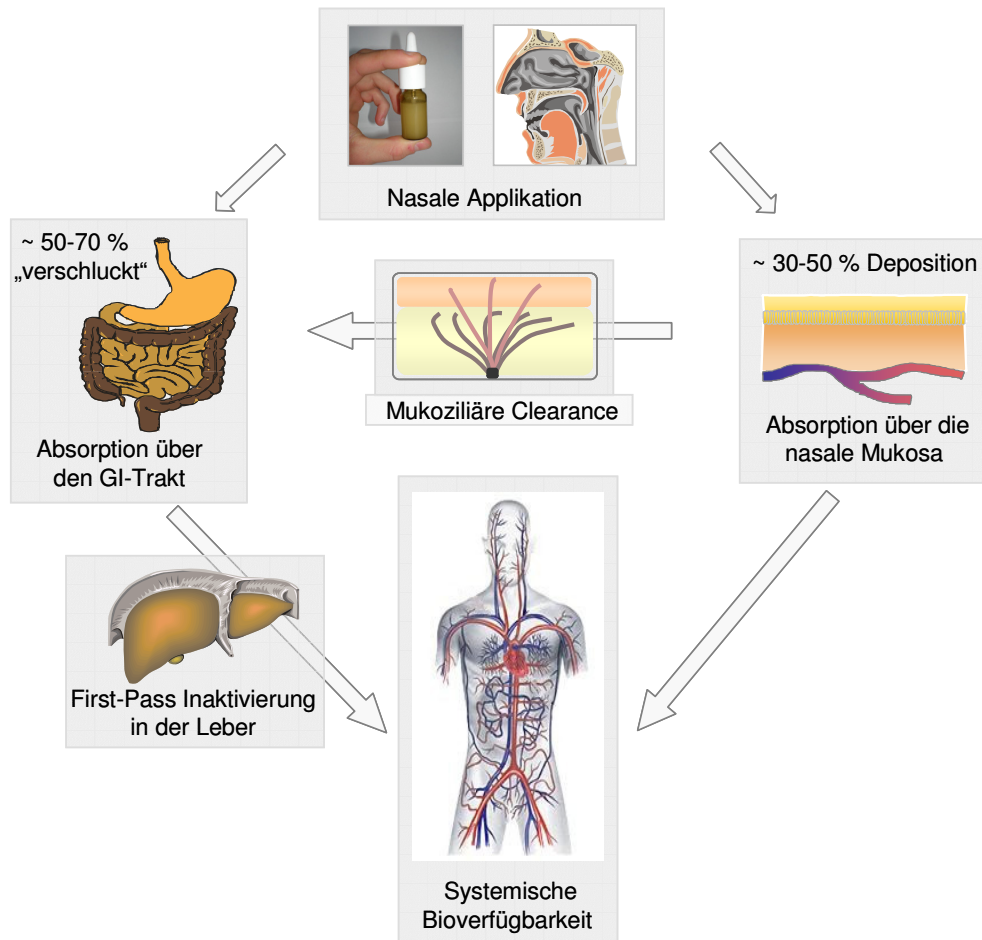 Nasale Applikation
~ 50-70 %
„verschluckt“
~ 30-50 % Deposition
Mukoziliäre Clearance
Absorption über
den GI-Trakt
Absorption über die
nasale Mukosa
First-Pass Inaktivierung
in der Leber
Systemische
Bioverfügbarkeit